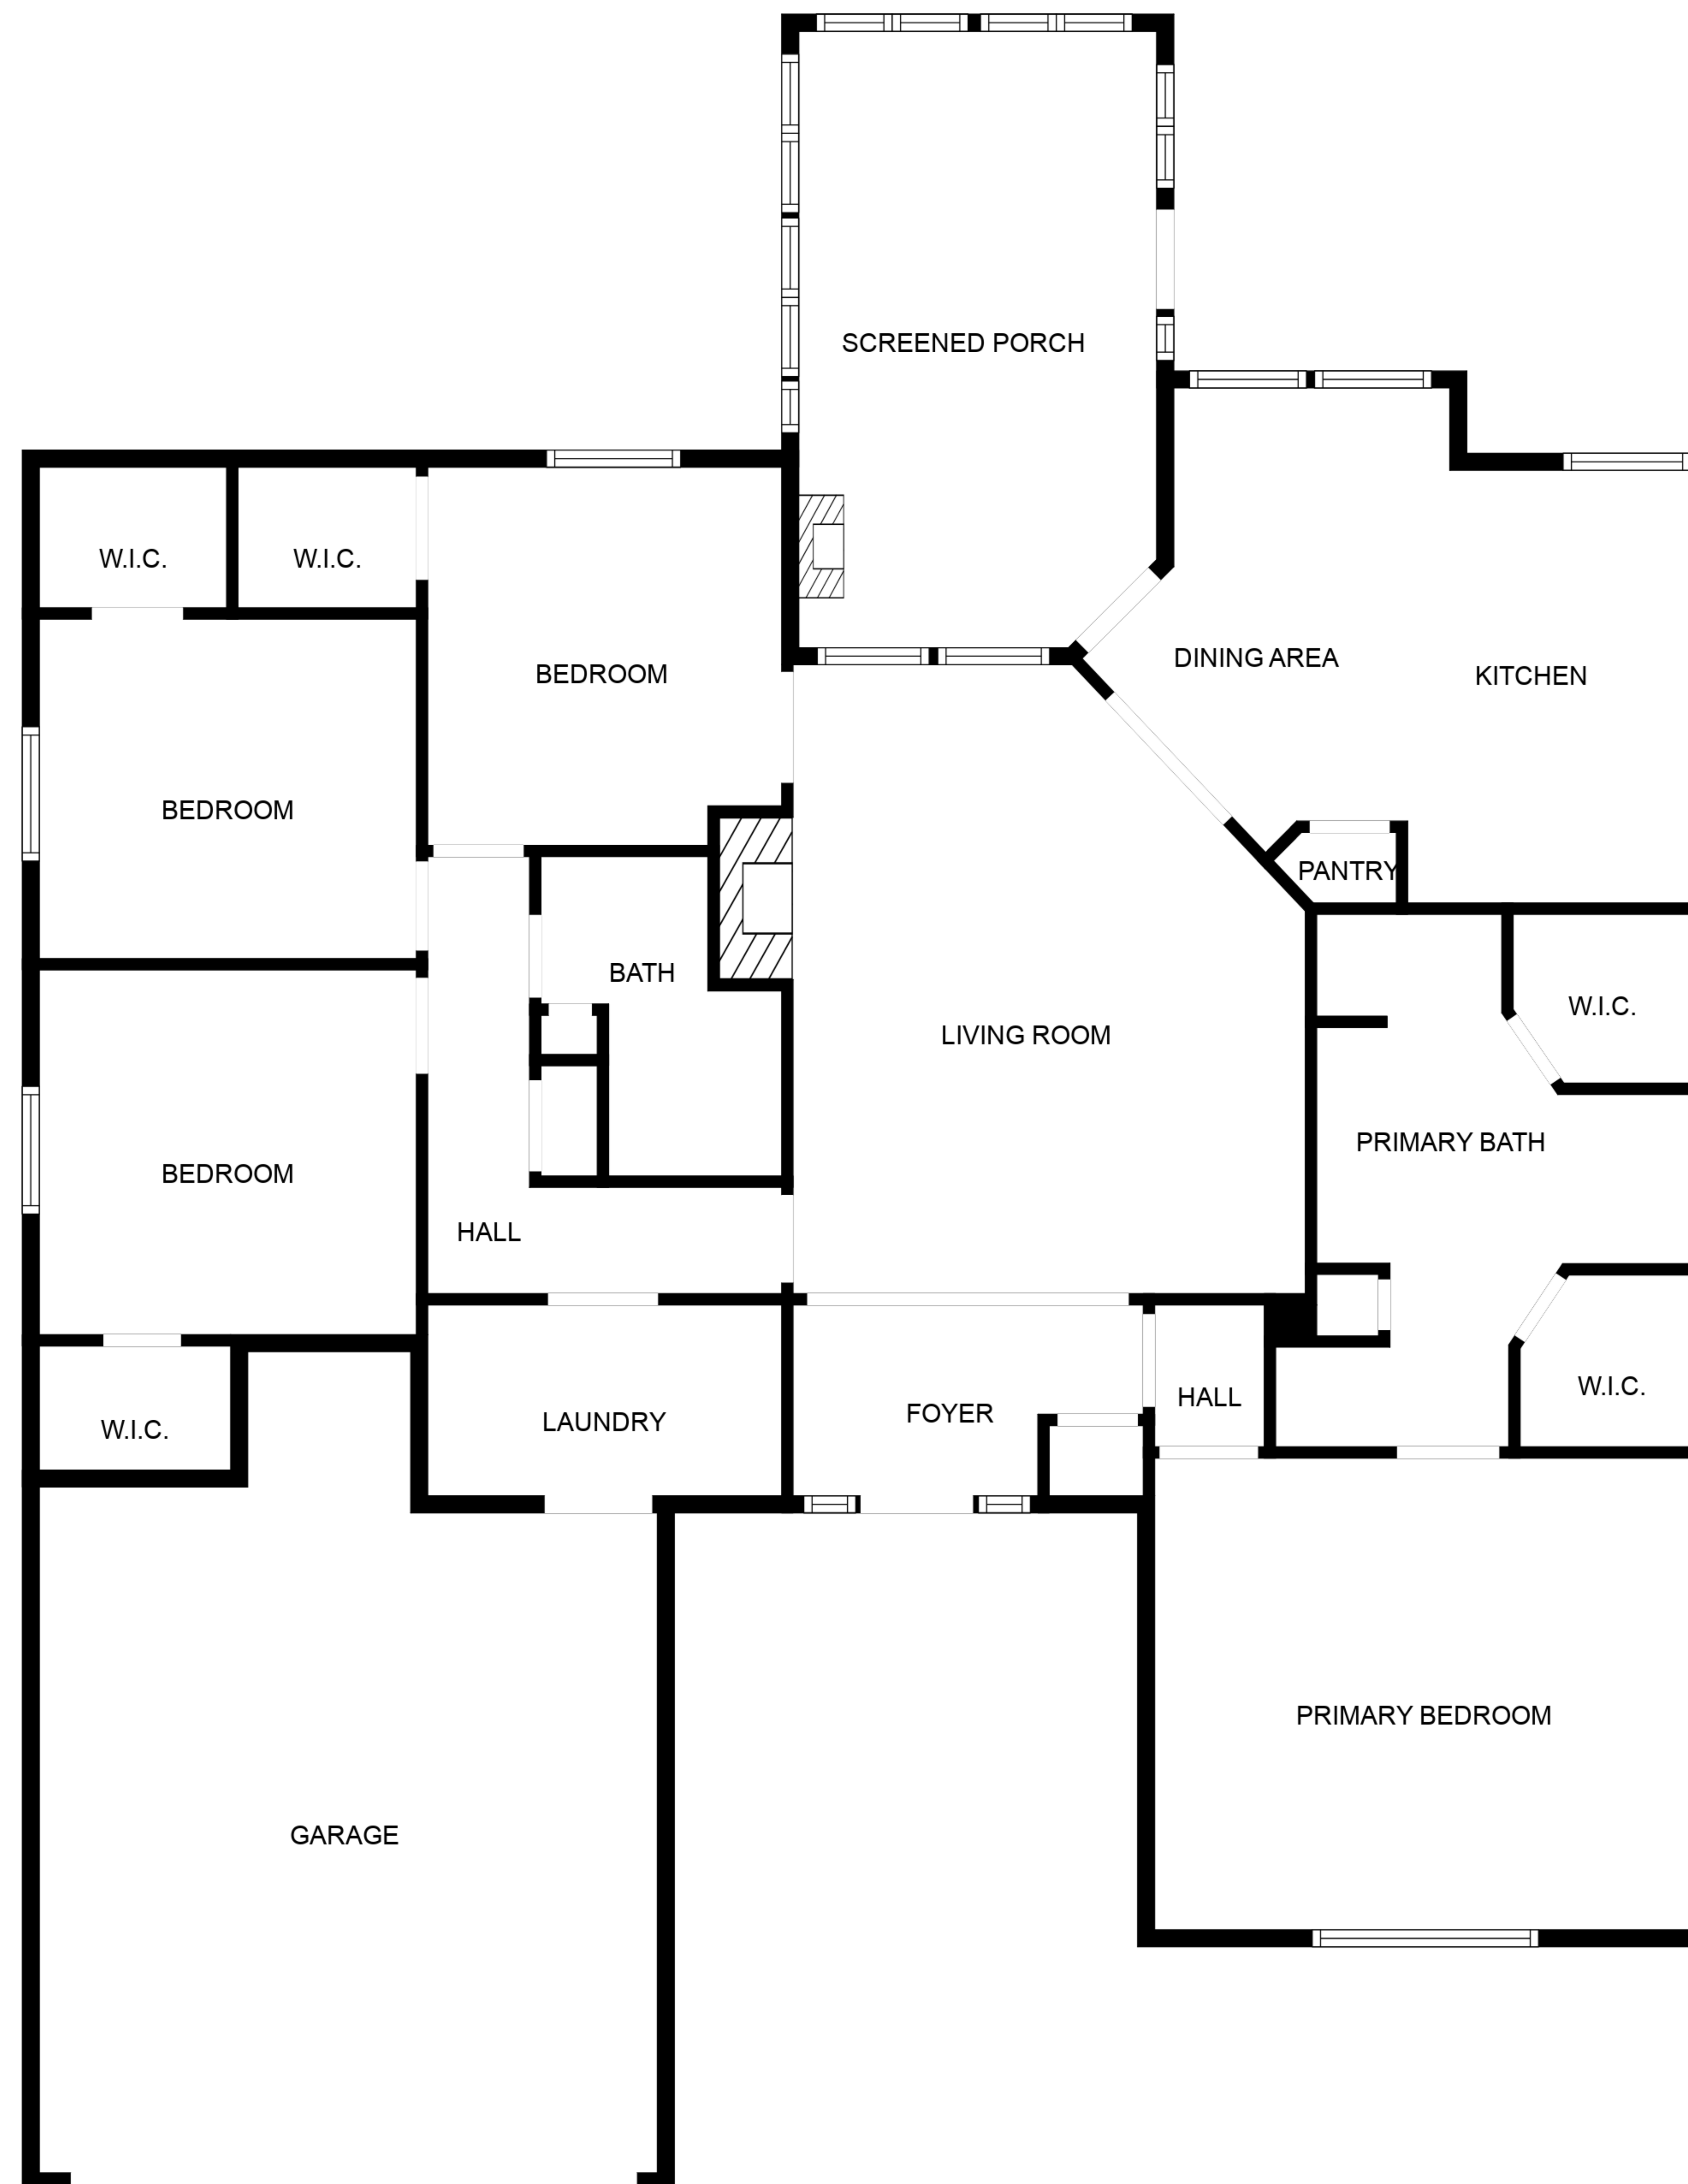 SCREENED PORCH
W.I.C.
W.I.C.
BEDROOM
DINING AREA
KITCHEN
BEDROOM
PANTRY
BATH
W.I.C.
LIVING ROOM
PRIMARY BATH
BEDROOM
HALL
W.I.C.
HALL
FOYER
LAUNDRY
W.I.C.
PRIMARY BEDROOM
GARAGE